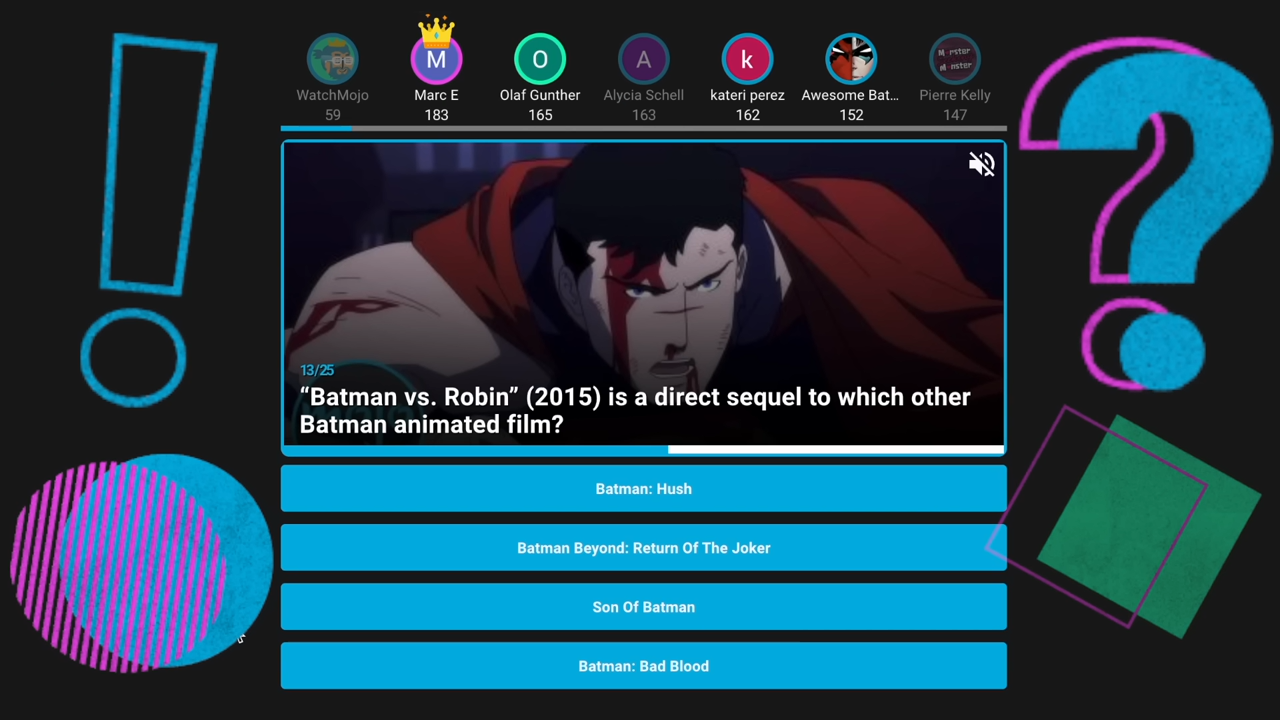 WatchMojo
59
M
Marc E
183
O
Olaf Gunther
165
A
Alycia Schell
163
k
kateri perez
162
Awesome Bat...
152
Pierre Kelly
147
13/25
“Batman vs. Robin” (2015) is a direct sequel to which other
Batman animated film?
Batman: Hush
Batman Beyond: Return Of The Joker
Son Of Batman
Batman: Bad Blood